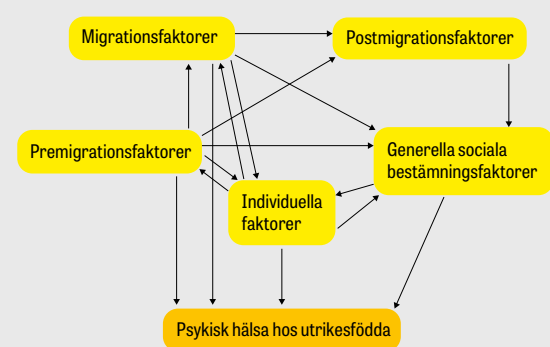 Migrationsfaktorer
Postmigrationsfaktorer
Premigrationsfaktorer
Generella sociala
bestämningsfaktorer
Individuella
faktorer
Psykisk hälsa hos utrikesfödda